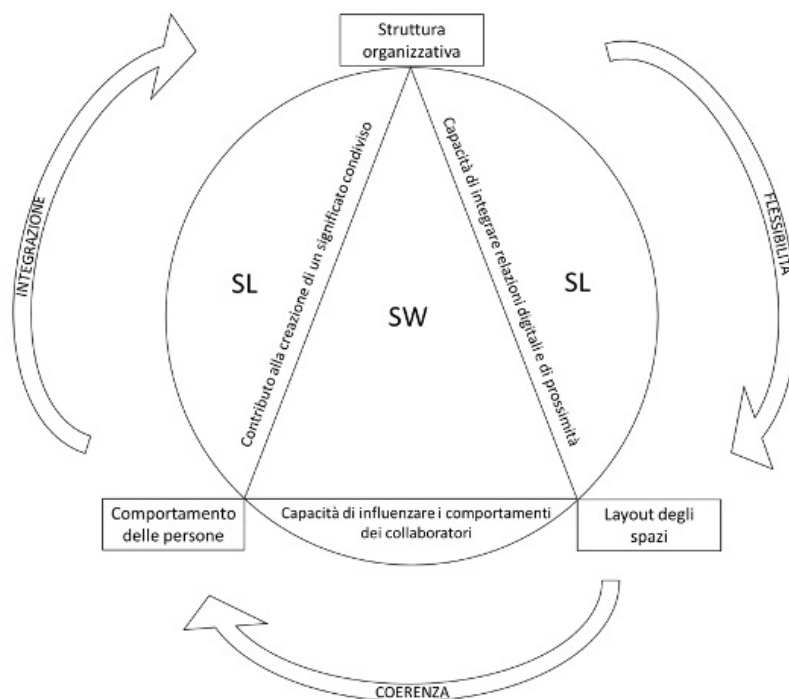 Struttura
organizzativa
INTEGRAZIONE
Contributo alla creazione di un significato condiviso
Capacità di integrare relazioni digitali e di prossimità
FLESSIBILITÀ
SL
SW
SL
Comportamento
delle persone
Capacità di influenzare i comportamenti
dei collaboratori
Layout degli
spazi
COERENZA